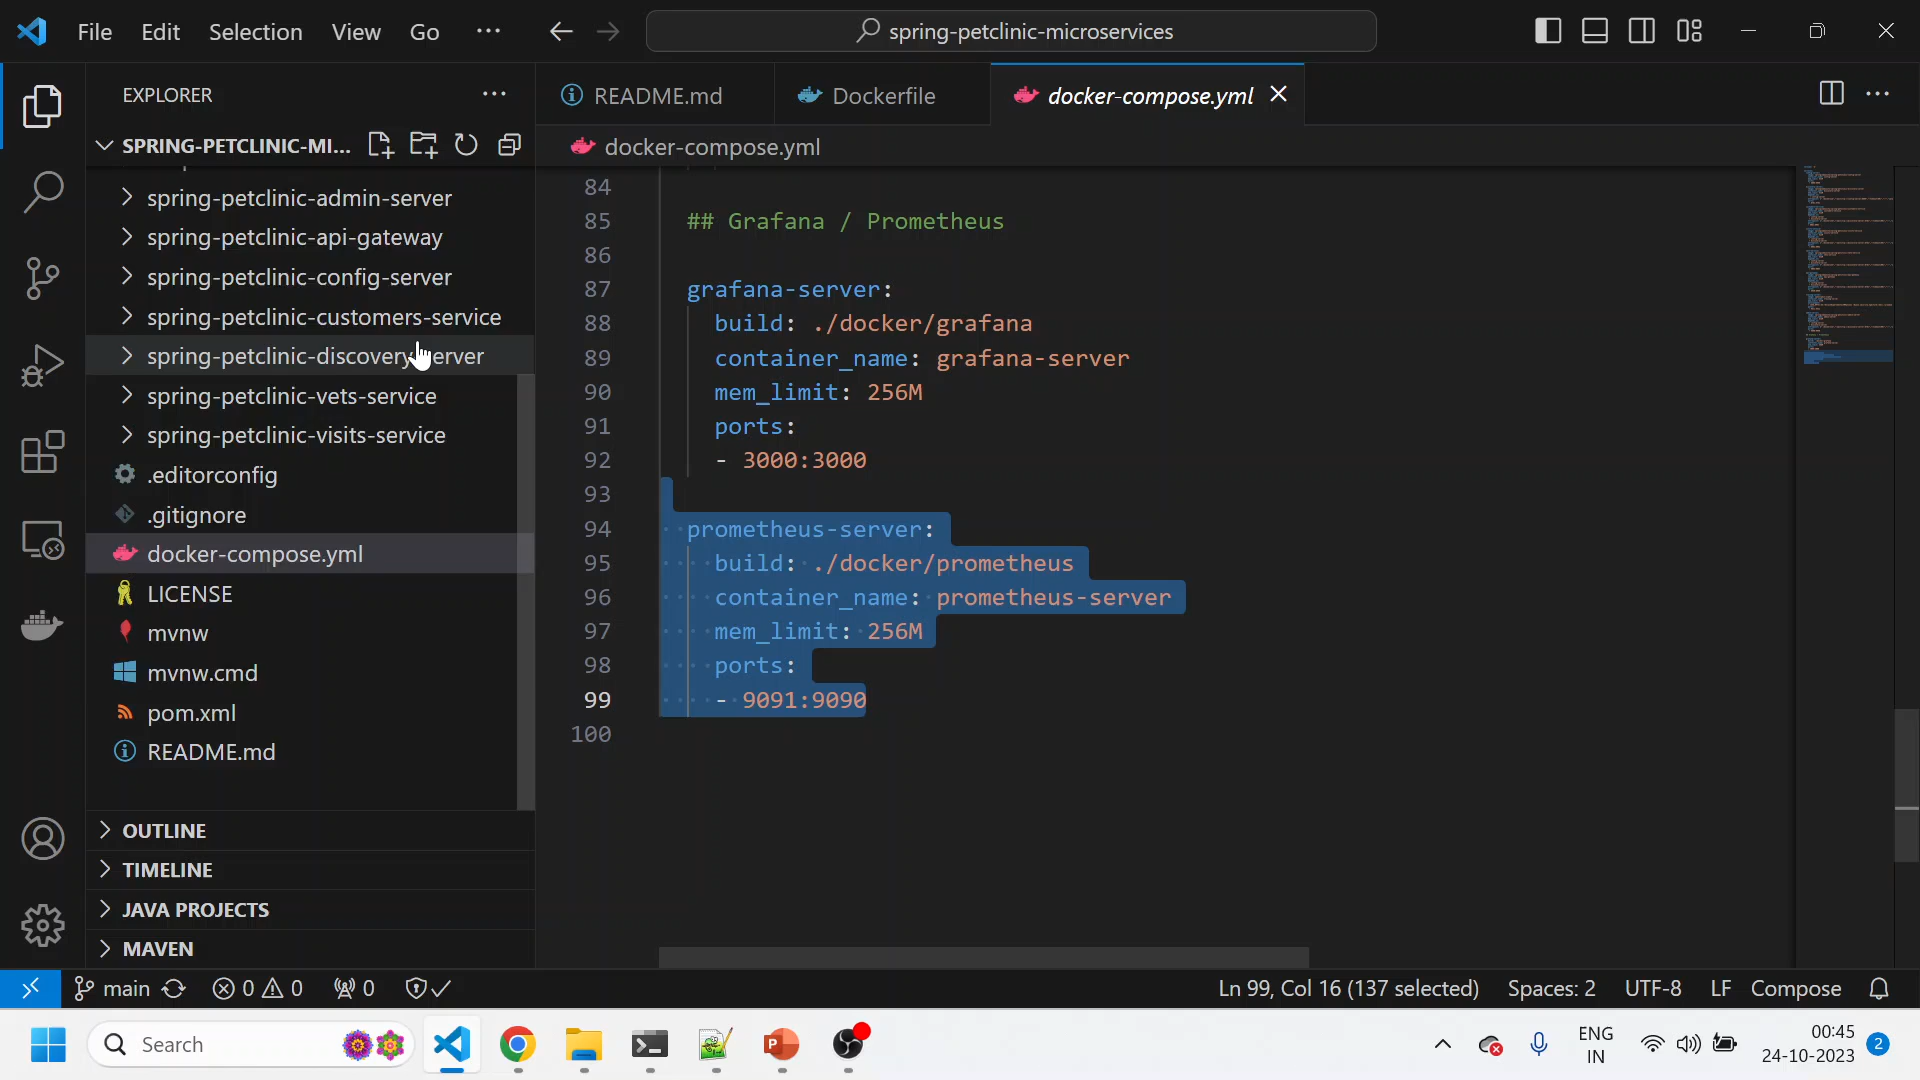 File Edit Selection View Go ···
spring-petclinic-microservices
EXPLORER
SPRING-PETCLINIC-MI...
spring-petclinic-admin-server
spring-petclinic-api-gateway
spring-petclinic-config-server
spring-petclinic-customers-service
spring-petclinic-discovery-server
spring-petclinic-vets-service
spring-petclinic-visits-service
.editorconfig
.gitignore
docker-compose.yml
LICENSE
mvnw
mvnw.cmd
pom.xml
README.md
OUTLINE
TIMELINE
JAVA PROJECTS
MAVEN
README.md Dockerfile docker-compose.yml
docker-compose.yml
84
85 ## Grafana / Prometheus
86
87 grafana-server:
88 build: ./docker/grafana
89 container_name: grafana-server
90 mem_limit: 256M
91 ports:
92 - 3000:3000
93
94 prometheus-server:
95 build: ./docker/prometheus
96 container_name: prometheus-server
97 mem_limit: 256M
98 ports:
99 - 9091:9090
100
main 0 0 0 Ln 99, Col 16 (137 selected) Spaces: 2 UTF-8 LF Compose
Search
P
ENG
IN
00:45
24-10-2023
2